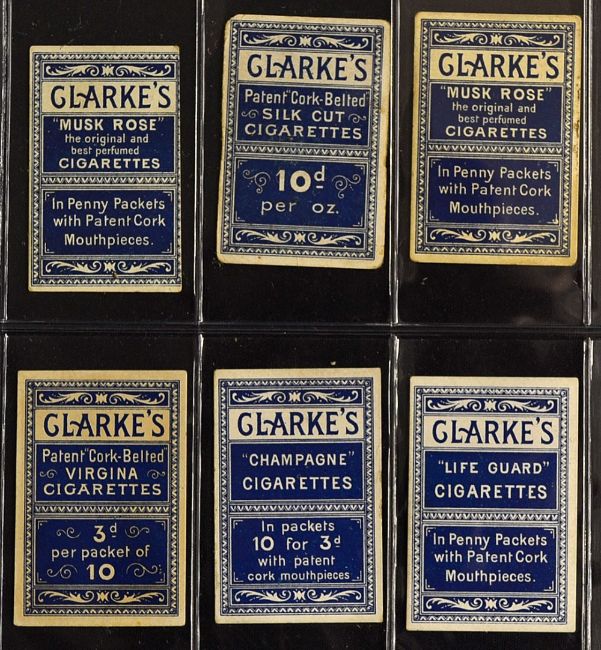 CLARKE'S
"MUSK ROSE"
the original and
best perfumed
CIGARETTES
In Penny Packets
with Patent Cork
Mouthpieces.
CLARKE'S
Patent "Cork-Belted"
SILK CUT
CIGARETTES
10d
per oz.
CLARKE'S
"MUSK ROSE"
the original and
best perfumed
CIGARETTES
In Penny Packets
with Patent Cork
Mouthpieces.
CLARKE'S
Patent "Cork-Belted"
VIRGINA
CIGARETTES
3d
per packet of
10
CLARKE'S
"CHAMPAGNE"
CIGARETTES
In packets
10 for 3d
with patent
cork mouthpieces
CLARKE'S
"LIFE GUARD"
CIGARETTES
In Penny Packets
with Patent Cork
Mouthpieces.